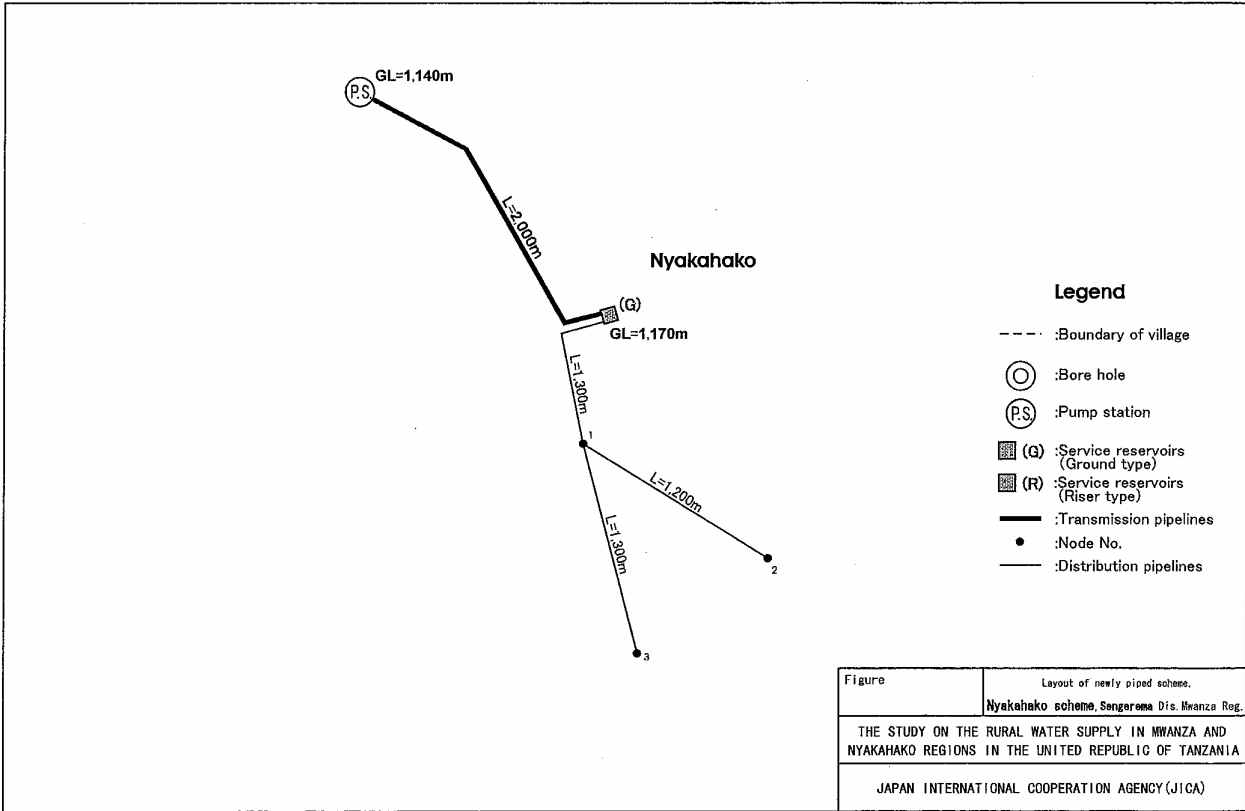 GL=1,140m
P.S.
L=2,000m
Nyakahako
(G)
GL=1,170m
L=1,300m
1
L=1,200m
L=1,300m
2
3
Legend
:Boundary of village
:Bore hole
P.S. :Pump station
(G) :Service reservoirs
(Ground type)
(R) :Service reservoirs
(Riser type)
:Transmission pipelines
:Node No.
:Distribution pipelines
Figure
Layout of newly piped scheme.
Nyakahako scheme, Sengerema Dis. Mwanza Reg.
THE STUDY ON THE RURAL WATER SUPPLY IN MWANZA AND
NYAKAHAKO REGIONS IN THE UNITED REPUBLIC OF TANZANIA
JAPAN INTERNATIONAL COOPERATION AGENCY(JICA)